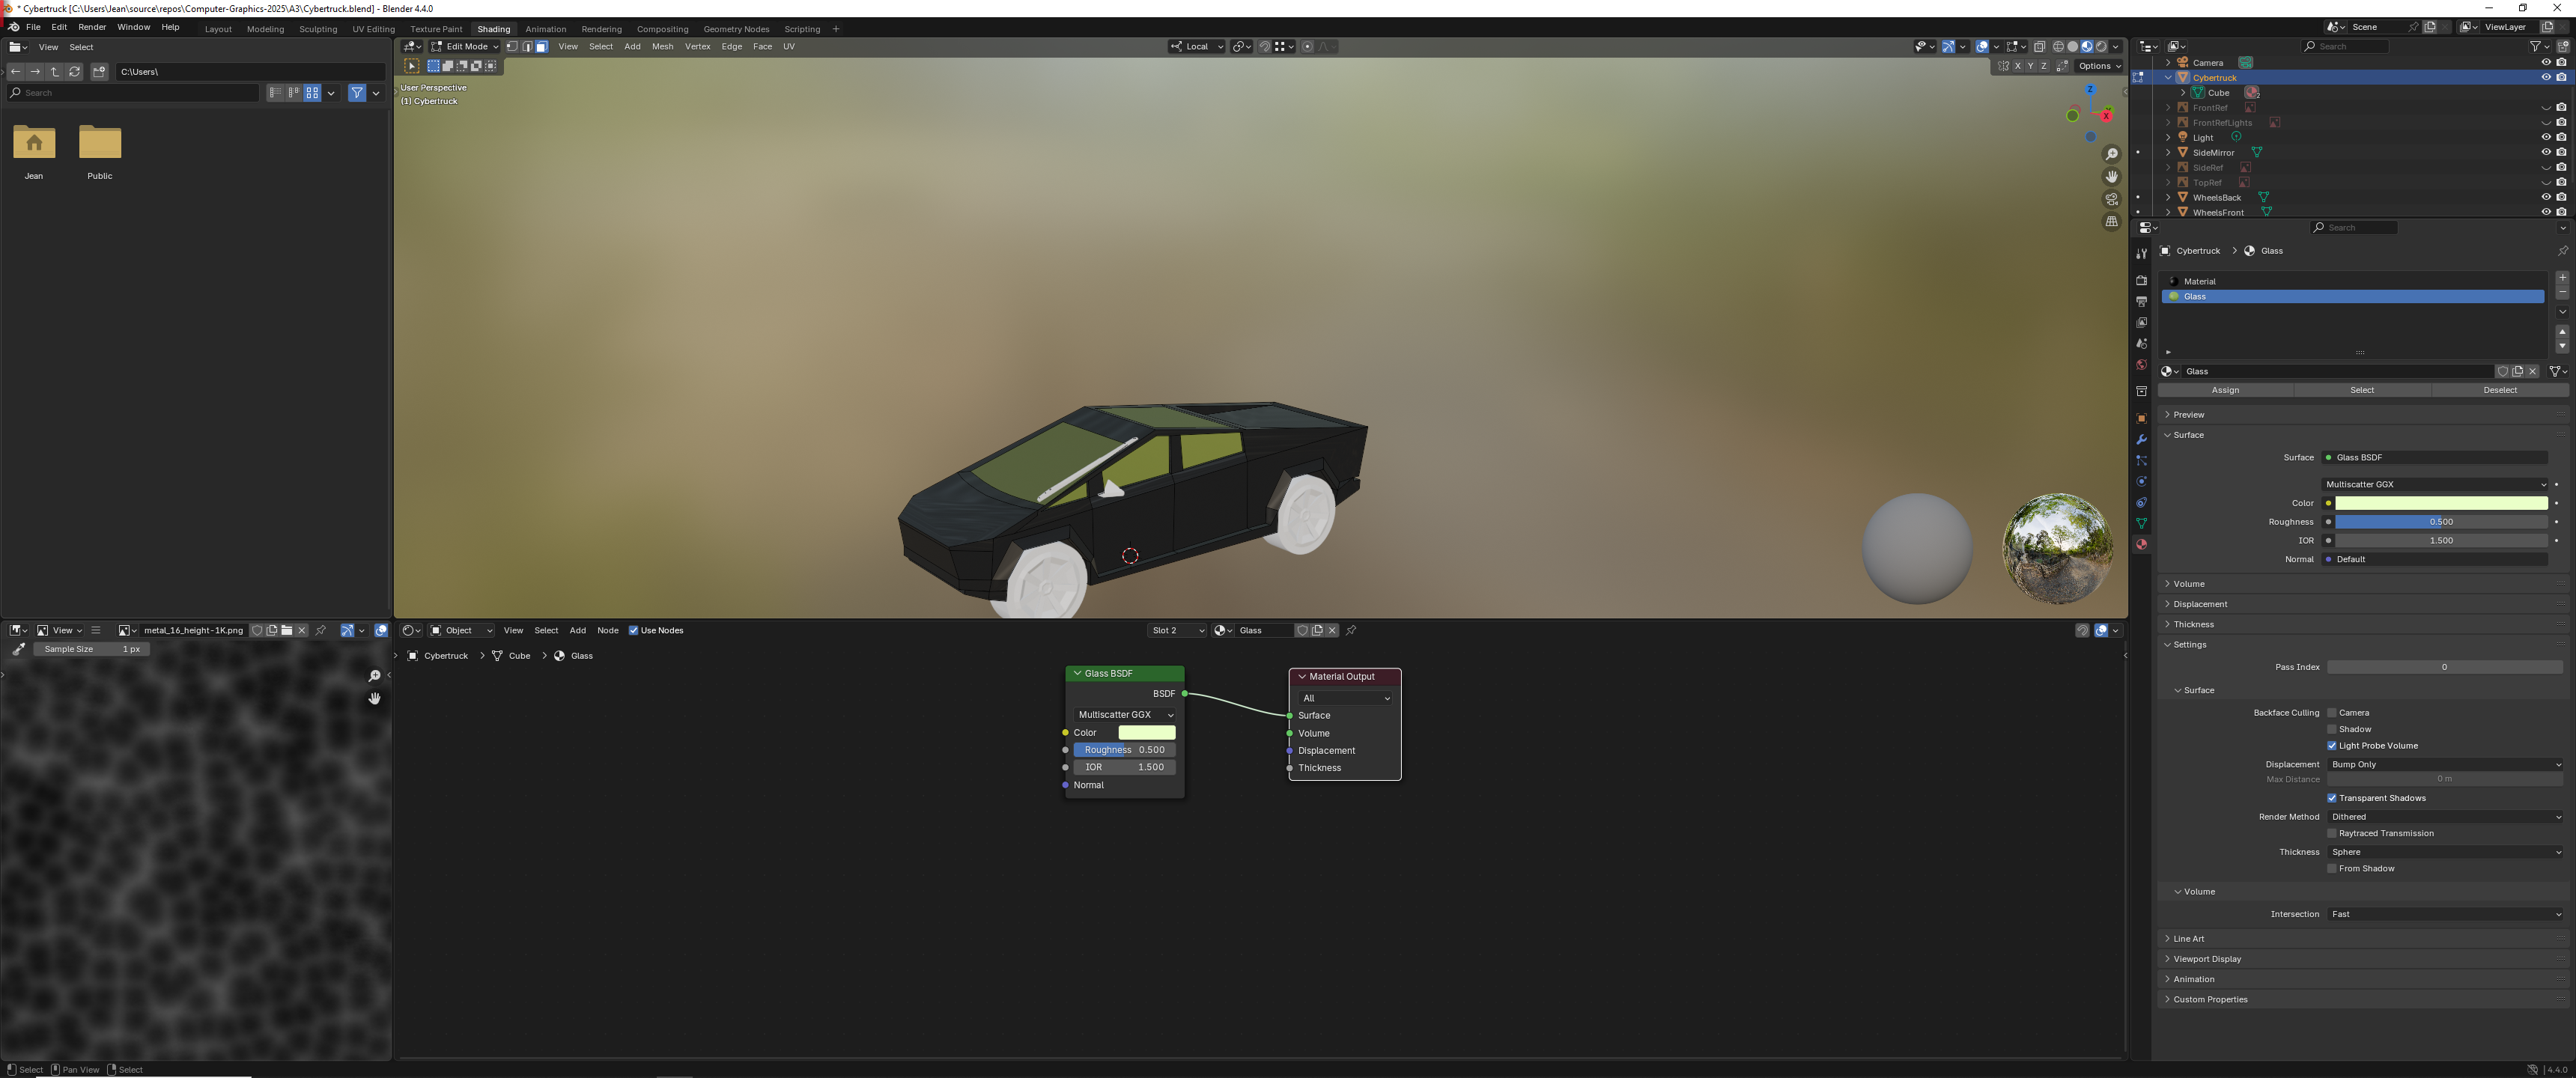 * Cybertruck [C:\Users\Jean\source\repos\Computer-Graphics-2025\A3\Cybertruck.blend] - Blender 4.4.0
File Edit Render Window Help Layout Modeling Sculpting UV Editing Texture Paint Shading Animation Rendering Compositing Geometry Nodes Scripting + Scene ViewLayer
View Select
C:\Users\
Search
Jean Public
Edit Mode View Select Add Mesh Vertex Edge Face UV Local
X Y Z Options
User Perspective
(1) Cybertruck
Z
X
Search
Camera
Cybertruck
Cube 2
FrontRef
FrontRefLights
Light
SideMirror
SideRef
TopRef
WheelsBack
WheelsFront
Search
Cybertruck > Glass
Material
Glass
Glass
Assign Select Deselect
Preview
Surface
Surface Glass BSDF
Multiscatter GGX
Color
Roughness 0.500
IOR 1.500
Normal Default
Volume
Displacement
Thickness
Settings
Pass Index 0
Surface
Backface Culling Camera
Shadow
Light Probe Volume
Displacement Bump Only
Max Distance 0 m
Transparent Shadows
Render Method Dithered
Raytraced Transmission
Thickness Sphere
From Shadow
Volume
Intersection Fast
Line Art
Viewport Display
Animation
Custom Properties
View metal_16_height-1K.png
Sample Size 1 px
Object View Select Add Node Use Nodes Slot 2 Glass
Cybertruck > Cube > Glass
Glass BSDF
BSDF
Multiscatter GGX
Color
Roughness 0.500
IOR 1.500
Normal
Material Output
All
Surface
Volume
Displacement
Thickness
Select Pan View Select
4.4.0